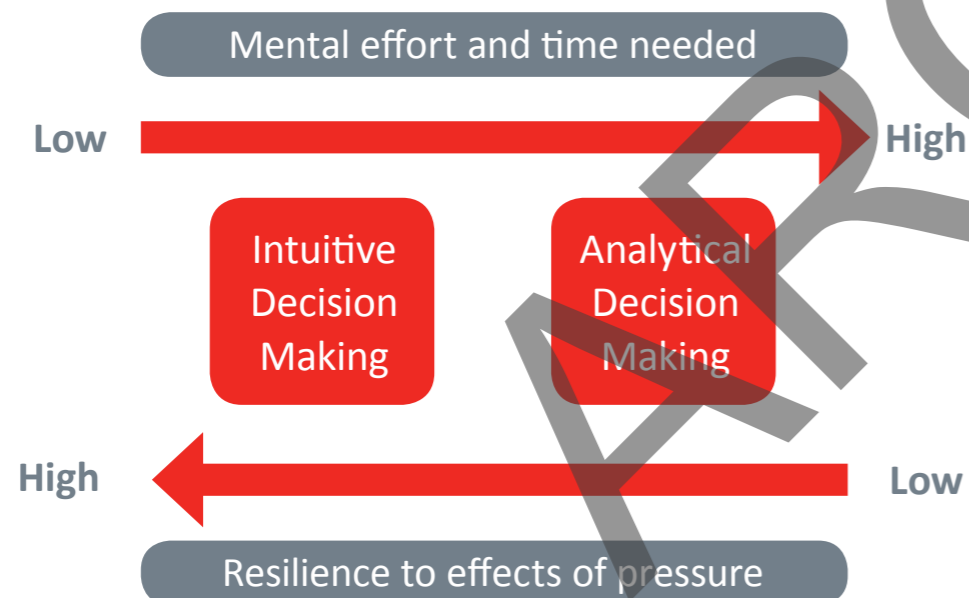 Mental effort and time needed
Low
High
Intuitive
Decision
Making
Analytical
Decision
Making
High
Low
Resilience to effects of pressure